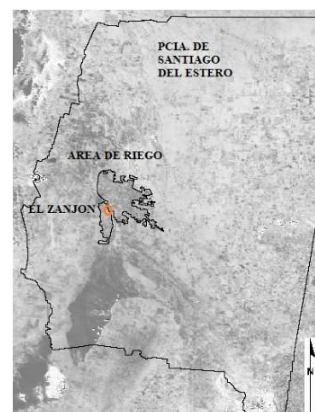 PCIA. DE
SANTIAGO
DEL ESTERO
AREA DE RIEGO
EL ZANJON
N